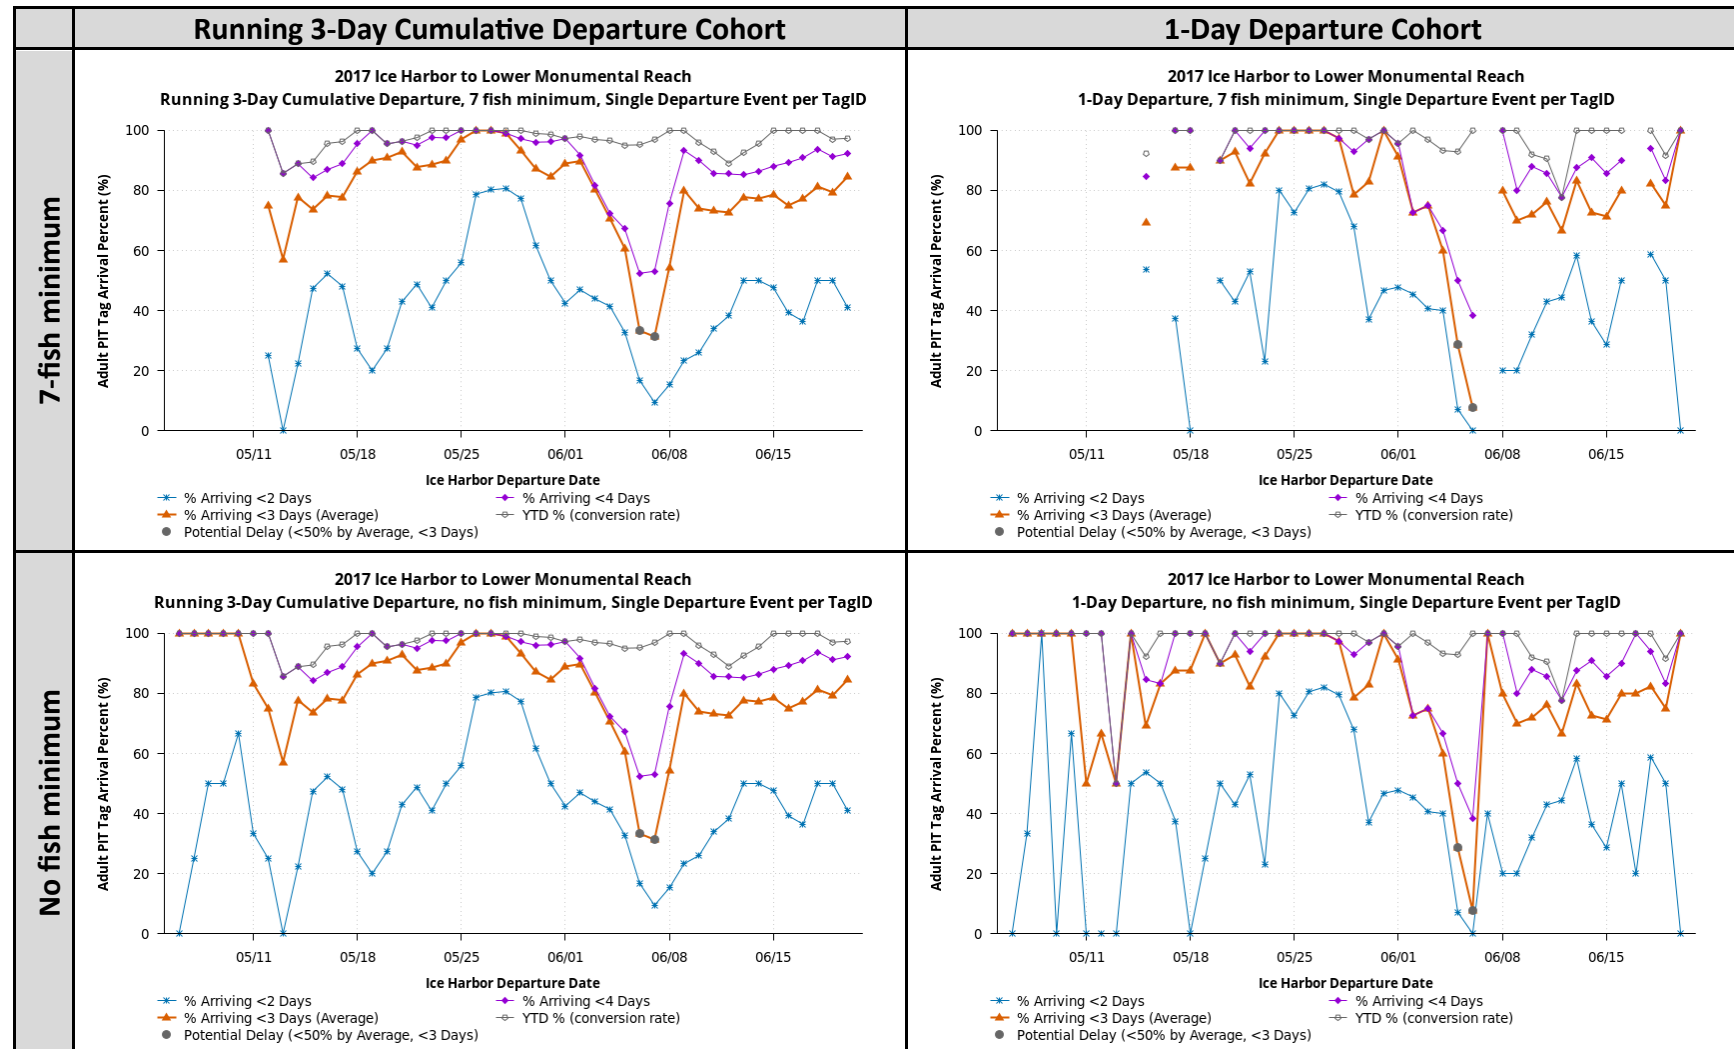 Running 3-Day Cumulative Departure Cohort
1-Day Departure Cohort
7-fish minimum
2017 Ice Harbor to Lower Monumental Reach
Running 3-Day Cumulative Departure, 7 fish minimum, Single Departure Event per TagID
Adult PIT Tag Arrival Percent (%)
100
80
60
40
20
0
05/11 05/18 05/25 06/01 06/08 06/15
Ice Harbor Departure Date
% Arriving <2 Days
% Arriving <4 Days
% Arriving <3 Days (Average)
YTD % (conversion rate)
Potential Delay (<50% by Average, <3 Days)
2017 Ice Harbor to Lower Monumental Reach
1-Day Departure, 7 fish minimum, Single Departure Event per TagID
Adult PIT Tag Arrival Percent (%)
100
80
60
40
20
0
05/11 05/18 05/25 06/01 06/08 06/15
Ice Harbor Departure Date
% Arriving <2 Days
% Arriving <4 Days
% Arriving <3 Days (Average)
YTD % (conversion rate)
Potential Delay (<50% by Average, <3 Days)
No fish minimum
2017 Ice Harbor to Lower Monumental Reach
Running 3-Day Cumulative Departure, no fish minimum, Single Departure Event per TagID
Adult PIT Tag Arrival Percent (%)
100
80
60
40
20
0
05/11 05/18 05/25 06/01 06/08 06/15
Ice Harbor Departure Date
% Arriving <2 Days
% Arriving <4 Days
% Arriving <3 Days (Average)
YTD % (conversion rate)
Potential Delay (<50% by Average, <3 Days)
2017 Ice Harbor to Lower Monumental Reach
1-Day Departure, no fish minimum, Single Departure Event per TagID
Adult PIT Tag Arrival Percent (%)
100
80
60
40
20
0
05/11 05/18 05/25 06/01 06/08 06/15
Ice Harbor Departure Date
% Arriving <2 Days
% Arriving <4 Days
% Arriving <3 Days (Average)
YTD % (conversion rate)
Potential Delay (<50% by Average, <3 Days)